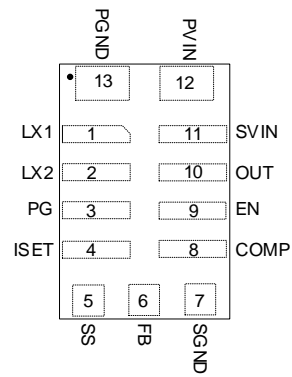 PGND PVIN
13 12
LX1 1 11 SVIN
LX2 2 10 OUT
PG 3 9 EN
ISET 4 8 COMP
5 6 7
SS FB SGND